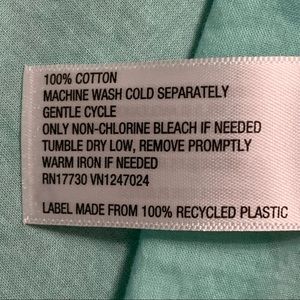 100% COTTON
MACHINE WASH COLD SEPARATELY
GENTLE CYCLE
ONLY NON-CHLORINE BLEACH IF NEEDED
TUMBLE DRY LOW, REMOVE PROMPTLY
WARM IRON IF NEEDED
RN17730 VN1247024
LABEL MADE FROM 100% RECYCLED PLASTIC